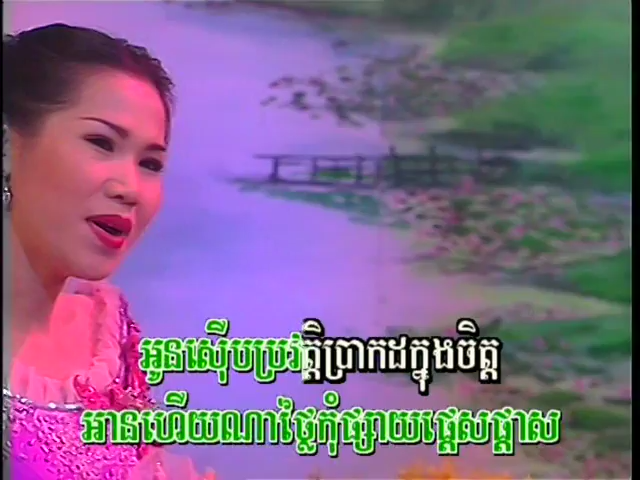 អូនស៊ើបប្រវត្តិប្រាកដក្នុងចិត្ត
អានហើយណាថ្លៃកុំផ្សាយផ្ដេសផ្ដាស